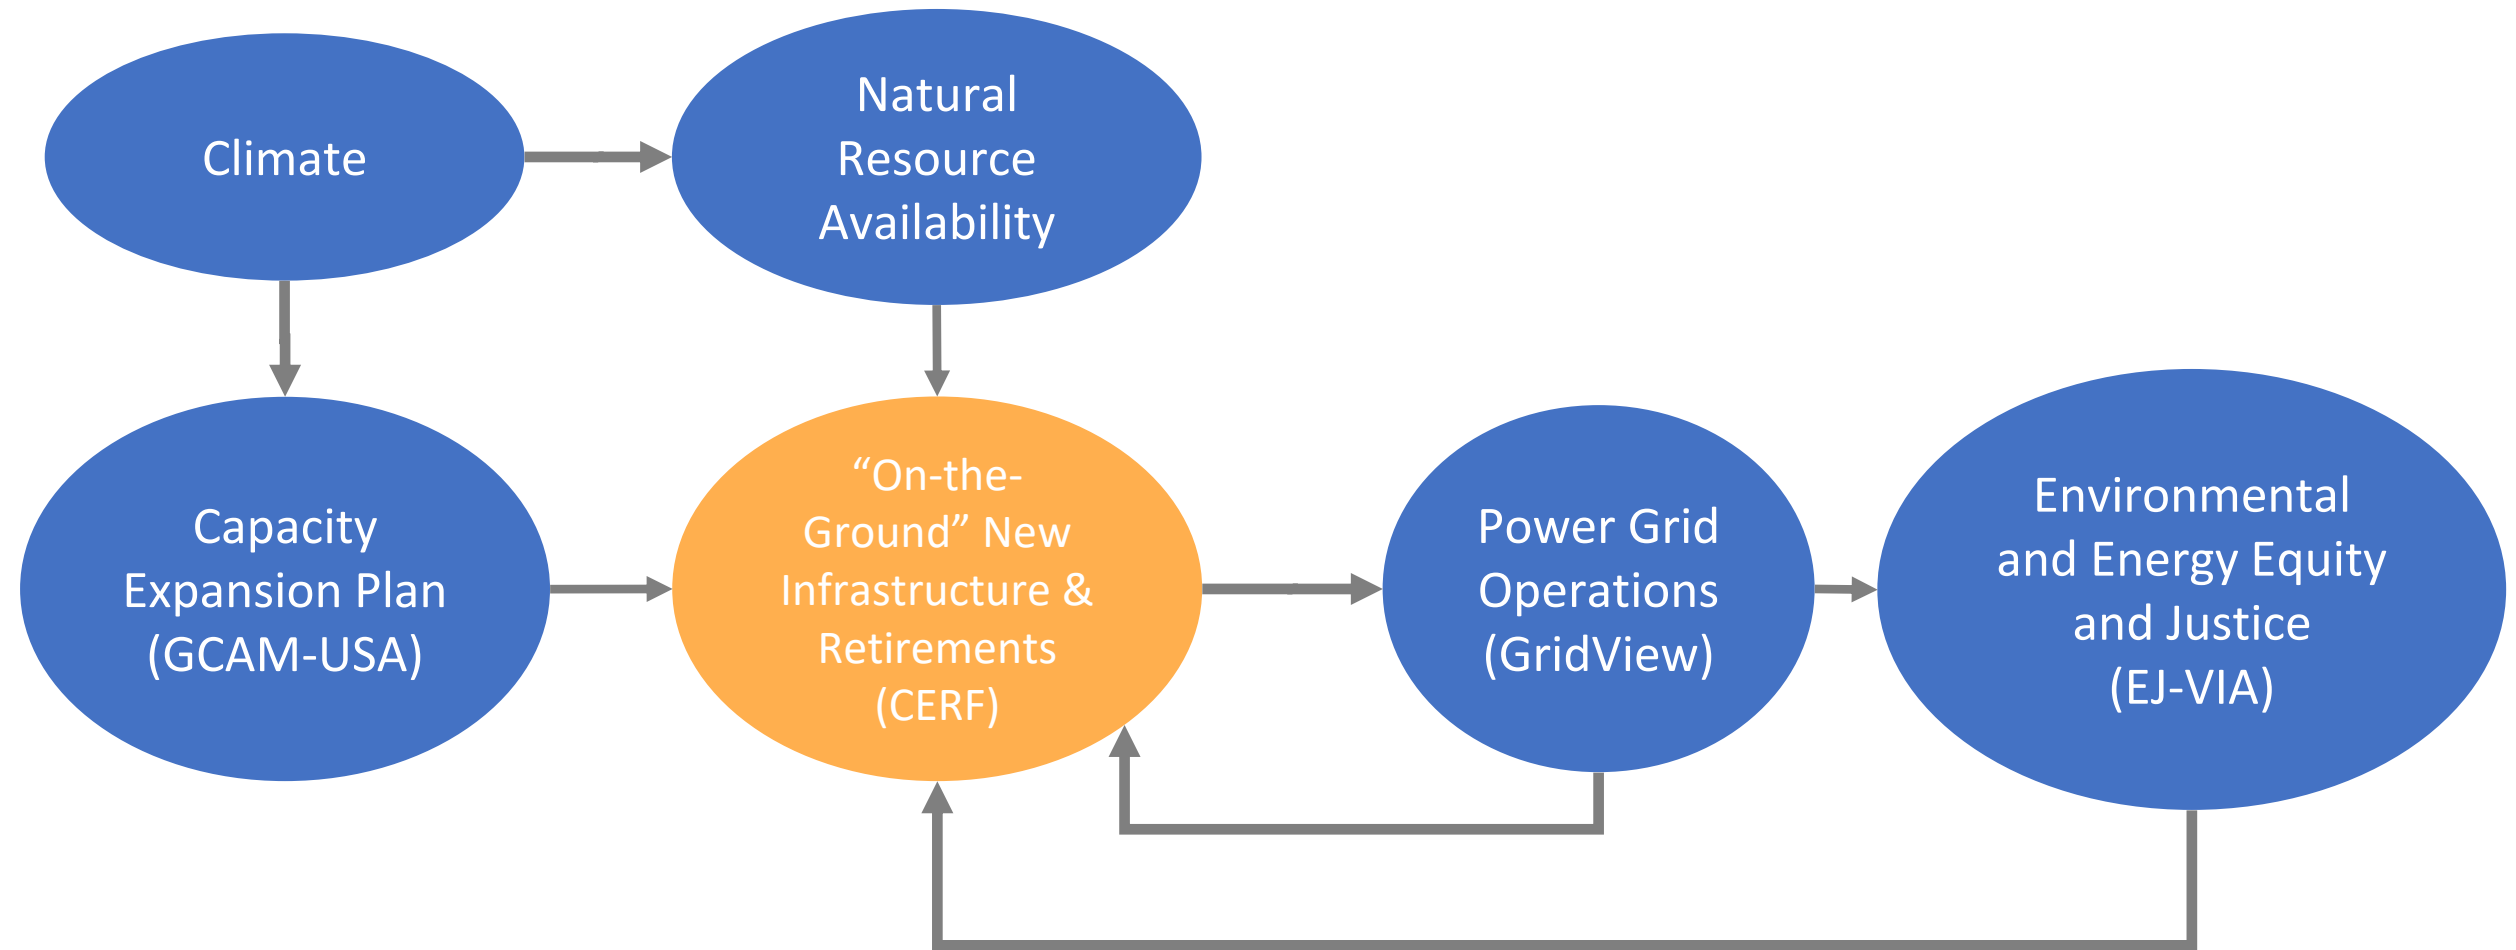 Climate
Natural
Resource
Availability
Capacity
Expansion Plan
(GCAM-USA)
“On-the-
Ground” New
Infrastructure &
Retirements
(CERF)
Power Grid
Operations
(GridView)
Environmental
and Energy Equity
and Justice
(EJ-VIA)